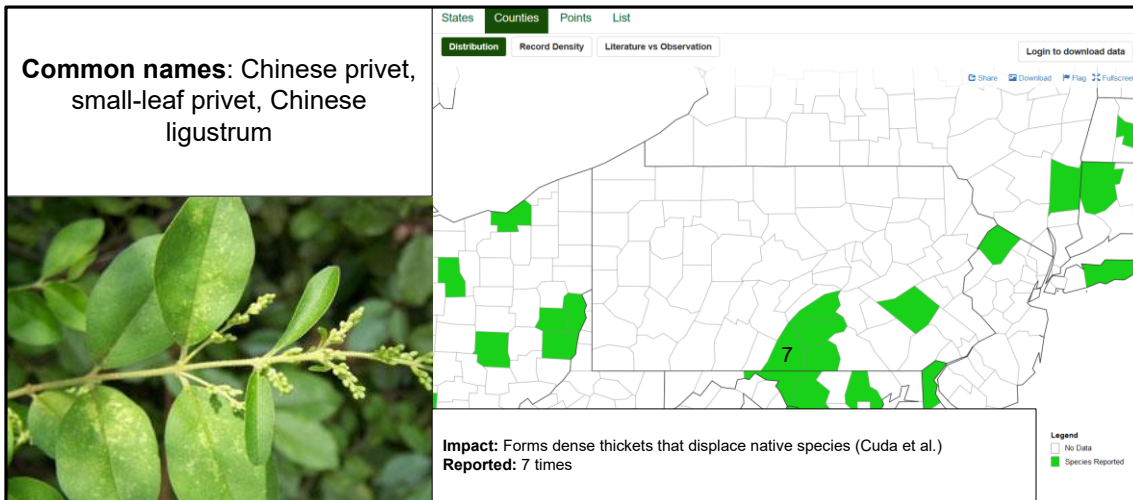 Common names: Chinese privet,
small-leaf privet, Chinese
ligustrum
States Counties Points List
Distribution Record Density Literature vs Observation Login to download data
Share Download Flag Fullscreen
7
Impact: Forms dense thickets that displace native species (Cuda et al.)
Reported: 7 times
Legend
No Data
Species Reported